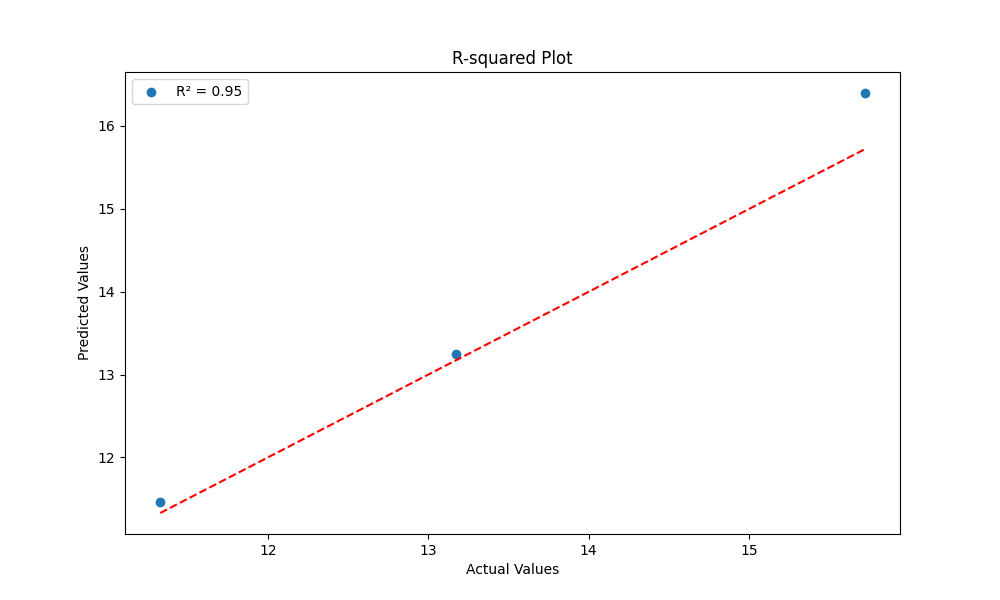 R-squared Plot
R² = 0.95
Predicted Values
16
15
14
13
12
12
13
14
15
Actual Values